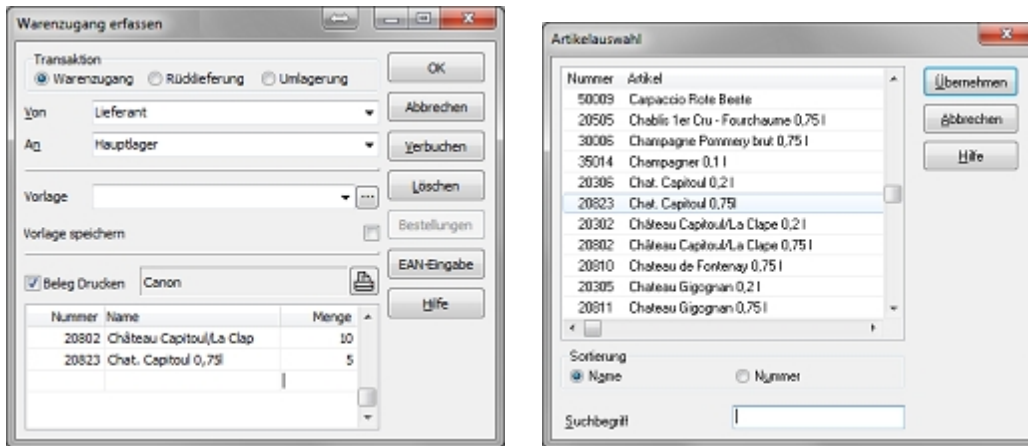 Warenzugang erfassen
Transaktion
Warenzugang Rücklieferung Umlagerung
Von Lieferant
An Hauptlager
Vorlage
Vorlage speichern
Beleg Drucken Canon
Nummer Name Menge
20802 Château Capitoul/La Clap 10
20823 Chat. Capitoul 0,75l 5
OK
Abbrechen
Verbuchen
Löschen
Bestellungen
EAN-Eingabe
Hilfe
Artikelauswahl
Nummer Artikel
50009 Carpaccio Rote Beete
20505 Chablis 1er Cru - Fourchaume 0,75 l
30006 Champagne Pommery brut 0,75 l
35014 Champagner 0,1 l
20306 Chat. Capitoul 0,2 l
20823 Chat. Capitoul 0,75l
20302 Château Capitoul/La Clape 0,2 l
20802 Château Capitoul/La Clape 0,75 l
20810 Chateau de Fontenay 0,75 l
20305 Chateau Gigognan 0,2 l
20811 Chateau Gigognan 0,75 l
Sortierung
Name Nummer
Suchbegriff
Übernehmen
Abbrechen
Hilfe